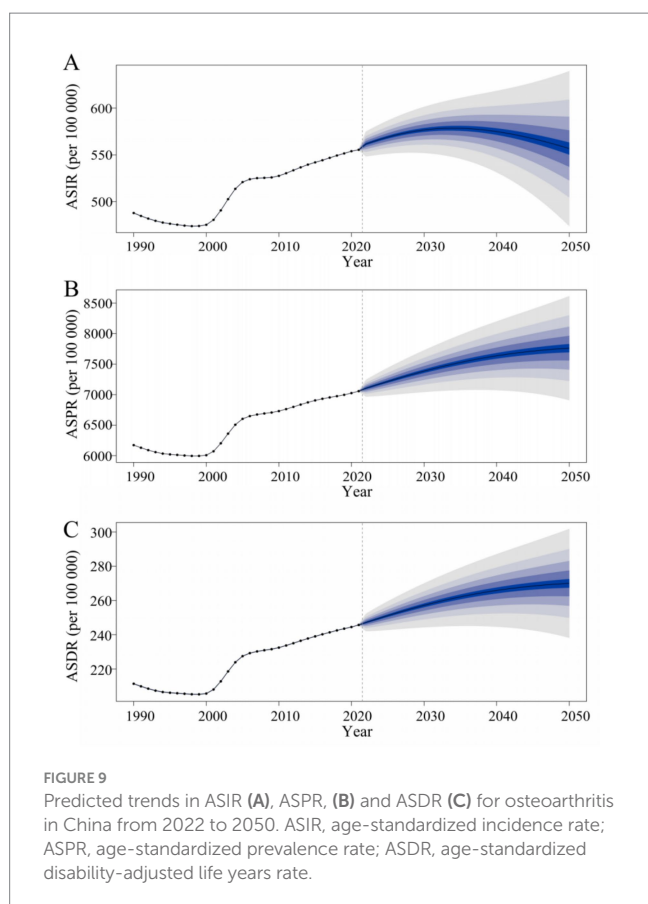 A
ASIR (per 100 000)
600
550
500
1990 2000 2010 2020 2030 2040 2050
Year
B
ASPR (per 100 000)
8500
8000
7500
7000
6500
6000
1990 2000 2010 2020 2030 2040 2050
Year
C
ASDR (per 100 000)
300
280
260
240
220
1990 2000 2010 2020 2030 2040 2050
Year
FIGURE 9
Predicted trends in ASIR (A), ASPR, (B) and ASDR (C) for osteoarthritis
in China from 2022 to 2050. ASIR, age-standardized incidence rate;
ASPR, age-standardized prevalence rate; ASDR, age-standardized
disability-adjusted life years rate.